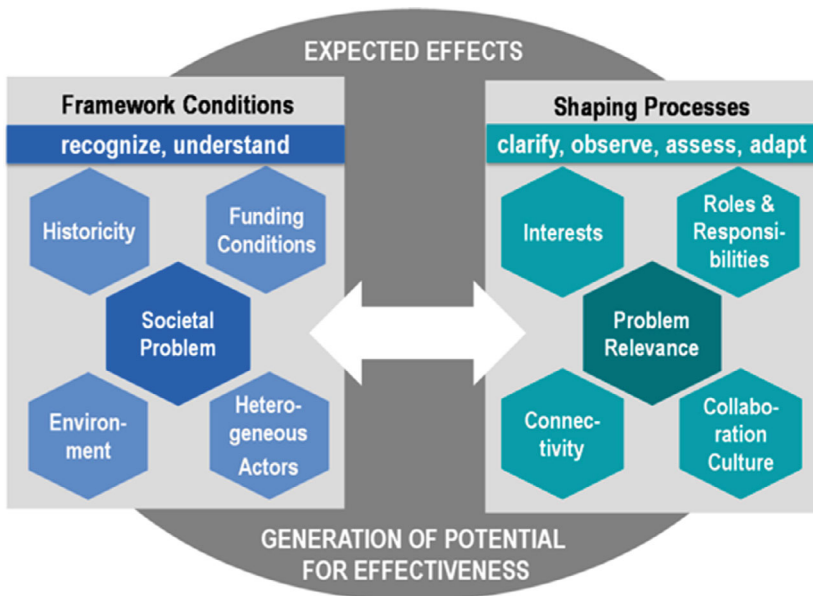 EXPECTED EFFECTS
Framework Conditions
recognize, understand
Historicity
Funding
Conditions
Societal
Problem
Environ-
ment
Hetero-
geneous
Actors
Shaping Processes
clarify, observe, assess, adapt
Interests
Roles &
Responsi-
bilities
Problem
Relevance
Connec-
tivity
Collabo-
ration
Culture
GENERATION OF POTENTIAL
FOR EFFECTIVENESS